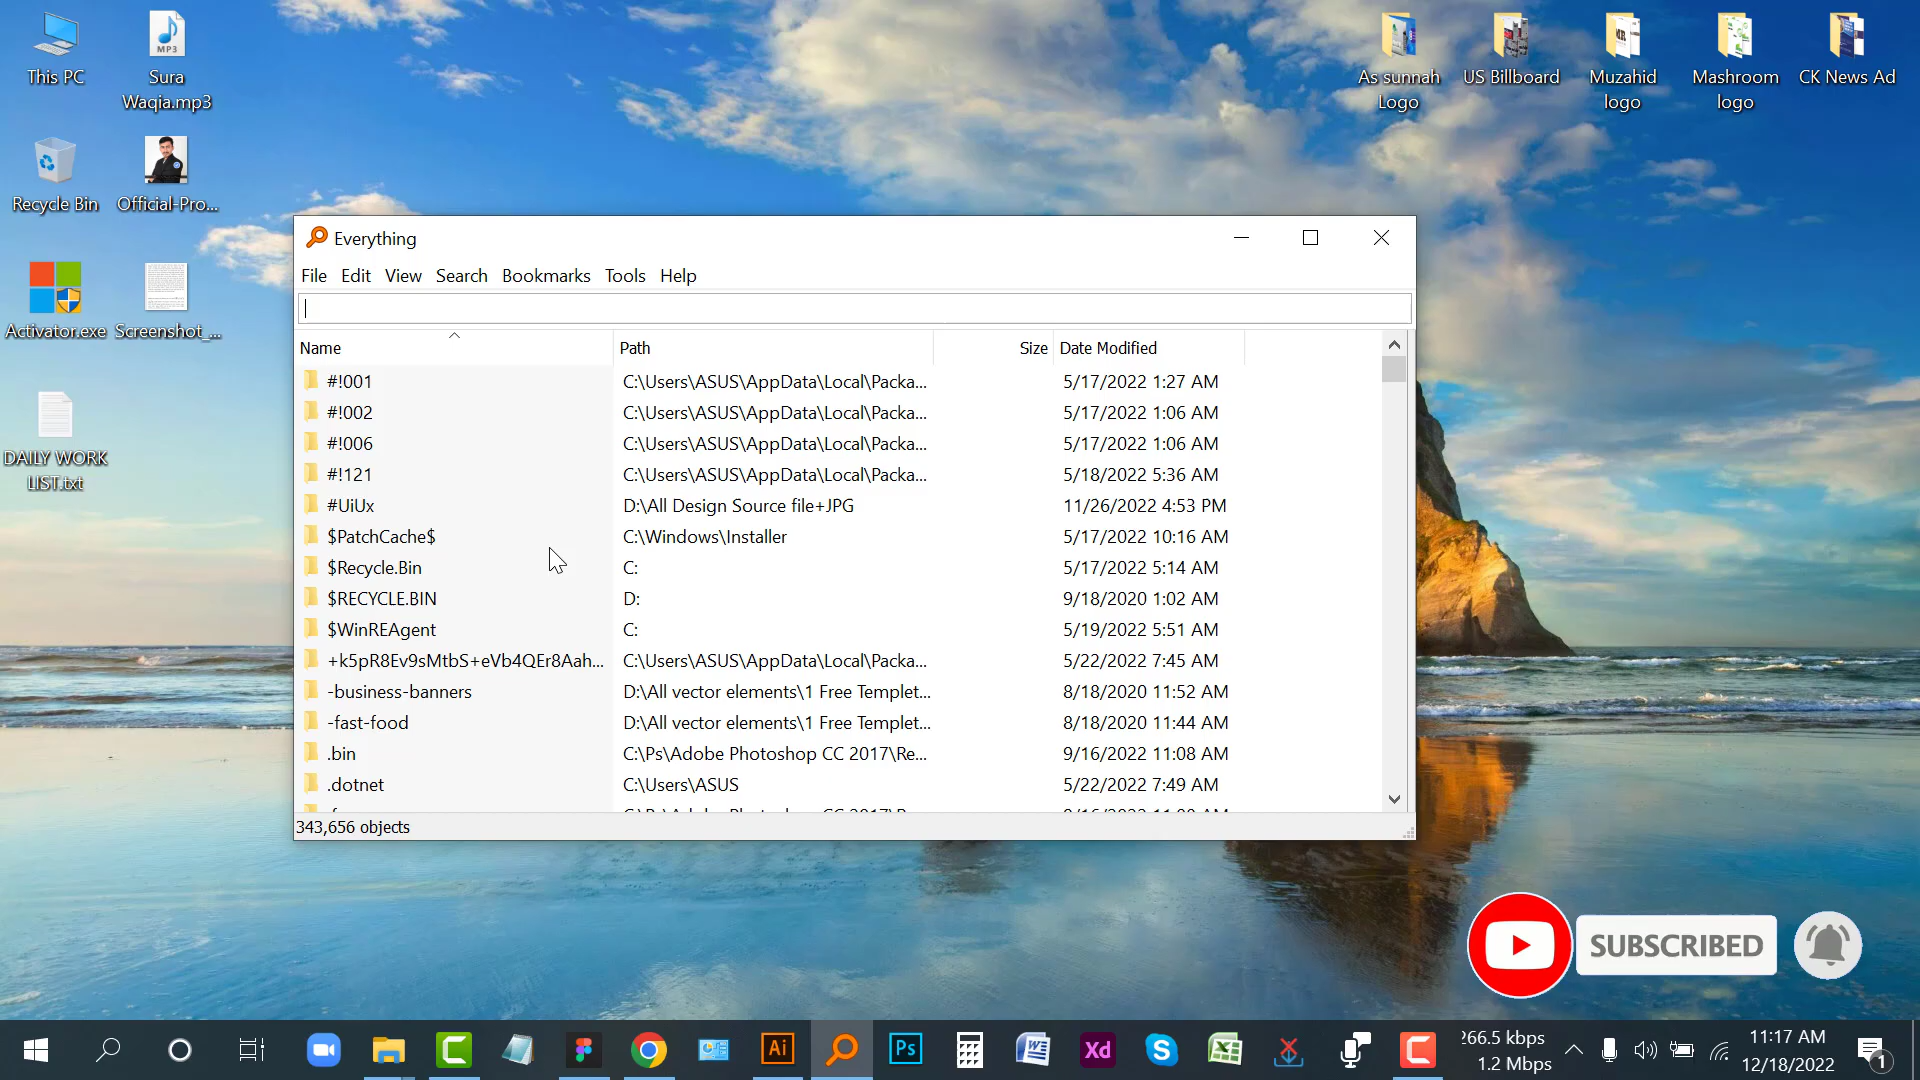 This PC
Sura
Waqia.mp3
MP3
Recycle Bin
Official-Pro...
Activator.exe
Screenshot_...
DAILY WORK
LIST.txt
As sunnah
Logo
US Billboard
Muzahid
logo
Mashroom
logo
CK News Ad
Everything
File Edit View Search Bookmarks Tools Help
Name Path Size Date Modified
#!001 C:\Users\ASUS\AppData\Local\Packa... 5/17/2022 1:27 AM
#!002 C:\Users\ASUS\AppData\Local\Packa... 5/17/2022 1:06 AM
#!006 C:\Users\ASUS\AppData\Local\Packa... 5/17/2022 1:06 AM
#!121 C:\Users\ASUS\AppData\Local\Packa... 5/18/2022 5:36 AM
#UiUx D:\All Design Source file+JPG 11/26/2022 4:53 PM
$PatchCache$ C:\Windows\Installer 5/17/2022 10:16 AM
$Recycle.Bin C: 5/17/2022 5:14 AM
$RECYCLE.BIN D: 9/18/2020 1:02 AM
$WinREAgent C: 5/19/2022 5:51 AM
+k5pR8Ev9sMtbS+eVb4QEr8Aah... C:\Users\ASUS\AppData\Local\Packa... 5/22/2022 7:45 AM
-business-banners D:\All vector elements\1 Free Templet... 8/18/2020 11:52 AM
-fast-food D:\All vector elements\1 Free Templet... 8/18/2020 11:44 AM
.bin C:\Ps\Adobe Photoshop CC 2017\Re... 9/16/2022 11:08 AM
.dotnet C:\Users\ASUS 5/22/2022 7:49 AM
343,656 objects
SUBSCRIBED
Ai
Ps
Xd
266.5 kbps
1.2 Mbps
11:17 AM
12/18/2022
1